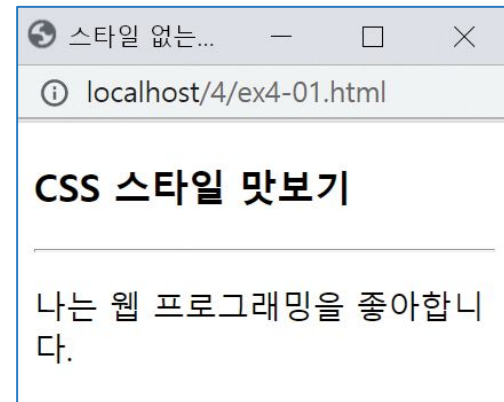 스타일 없는...
localhost/4/ex4-01.html
CSS 스타일 맛보기
나는 웹 프로그래밍을 좋아합니
다.